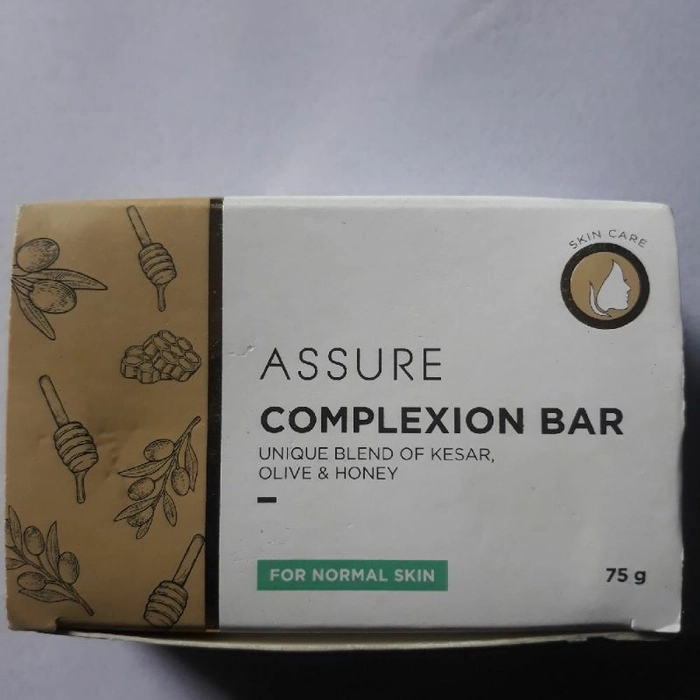 SKIN CARE
ASSURE
COMPLEXION BAR
UNIQUE BLEND OF KESAR,
OLIVE & HONEY
FOR NORMAL SKIN
75 g